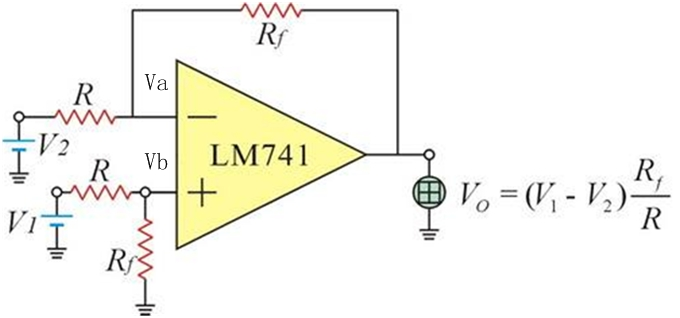 Rf
Va
R
V2
LM741
Vb
R
V1
Rf
VO = (V1 - V2) Rf / R